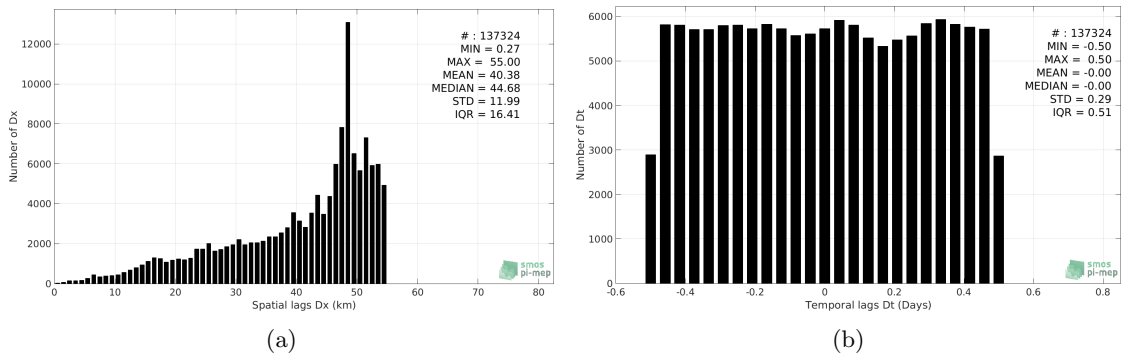 12000
10000
8000
6000
4000
2000
0
Number of Dx
# : 137324
MIN = 0.27
MAX = 55.00
MEAN = 40.38
MEDIAN = 44.68
STD = 11.99
IQR = 16.41
smos
pi-mep
0 10 20 30 40 50 60 70 80
Spatial lags Dx (km)
(a)
6000
5000
4000
3000
2000
1000
0
Number of Dt
# : 137324
MIN = -0.50
MAX = 0.50
MEAN = -0.00
MEDIAN = -0.00
STD = 0.29
IQR = 0.51
smos
pi-mep
-0.6 -0.4 -0.2 0 0.2 0.4 0.6 0.8
Temporal lags Dt (Days)
(b)